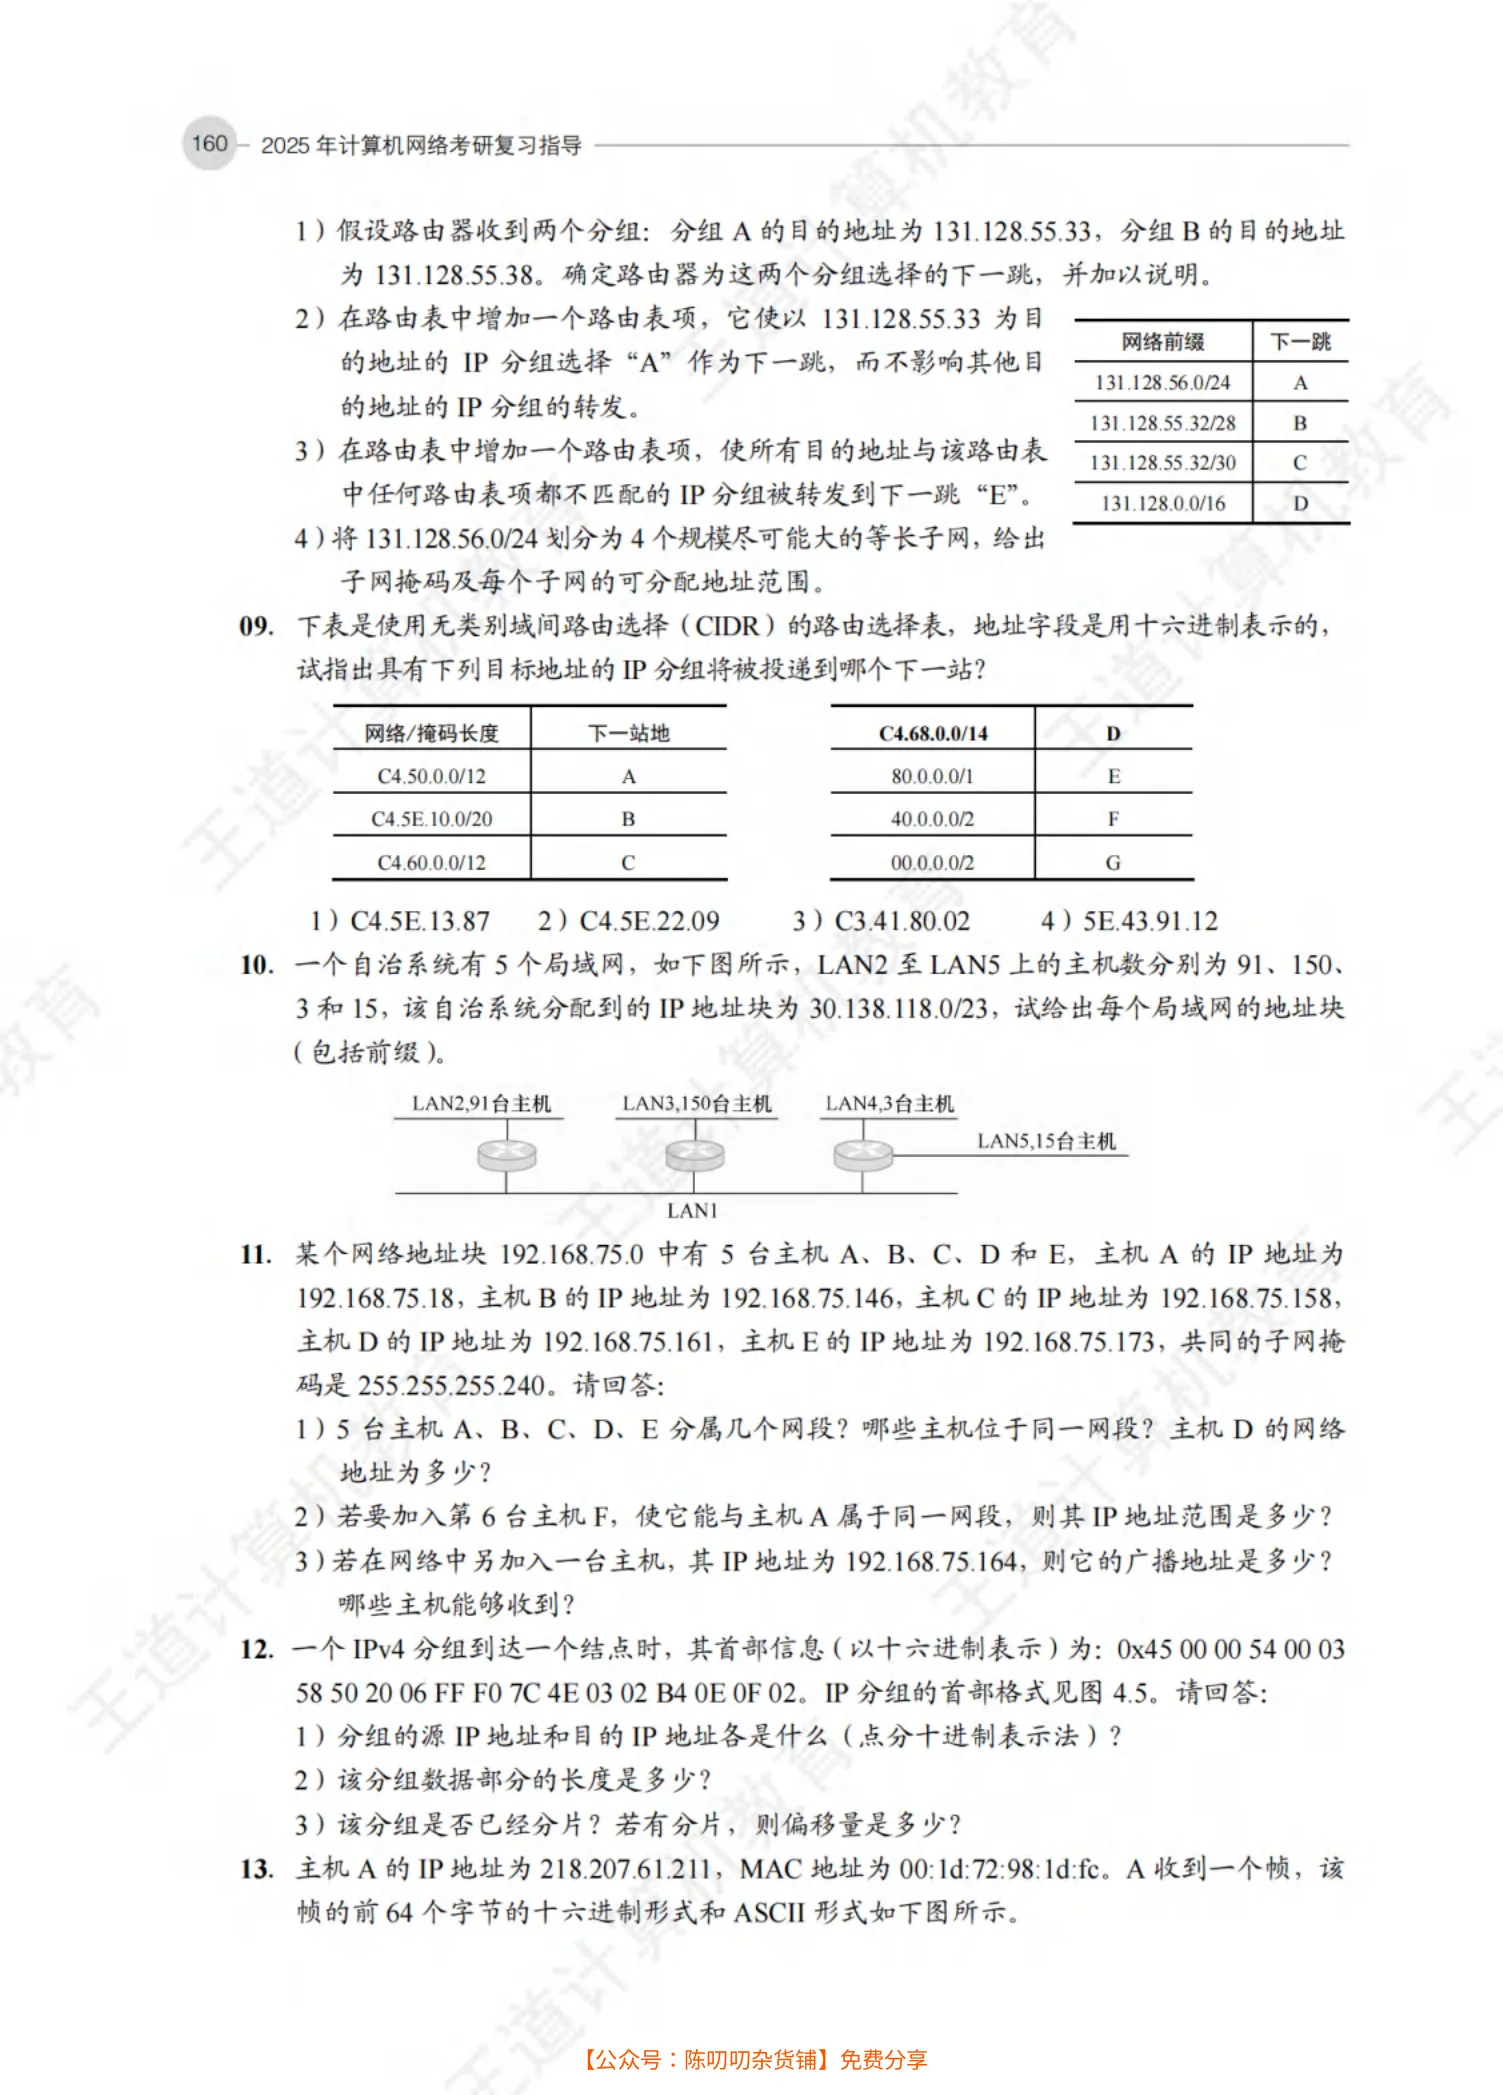 160 2025 年计算机网络考研复习指导
1）假设路由器收到两个分组：分组 A 的目的地址为 131.128.55.33，分组 B 的目的地址
为 131.128.55.38。确定路由器为这两个分组选择的下一跳，并加以说明。
2）在路由表中增加一个路由表项，它使以 131.128.55.33 为目
的地址的 IP 分组选择“A”作为下一跳，而不影响其他目
的地址的 IP 分组的转发。
3）在路由表中增加一个路由表项，使所有目的地址与该路由表
中任何路由表项都不匹配的 IP 分组被转发到下一跳“E”。
4）将 131.128.56.0/24 划分为 4 个规模尽可能大的等长子网，给出
子网掩码及每个子网的可分配地址范围。
网络前缀 下一跳
131.128.56.0/24 A
131.128.55.32/28 B
131.128.55.32/30 C
131.128.0.0/16 D
09. 下表是使用无类别域间路由选择（CIDR）的路由选择表，地址字段是用十六进制表示的，
试指出具有下列目标地址的 IP 分组将被投递到哪个下一站？
网络/掩码长度 下一站地
C4.50.0.0/12 A
C4.5E.10.0/20 B
C4.60.0.0/12 C
C4.68.0.0/14 D
80.0.0.0/1 E
40.0.0.0/2 F
00.0.0.0/2 G
1）C4.5E.13.87 2）C4.5E.22.09 3）C3.41.80.02 4）5E.43.91.12
10. 一个自治系统有 5 个局域网，如下图所示，LAN2 至 LAN5 上的主机数分别为 91、150、
3 和 15，该自治系统分配到的 IP 地址块为 30.138.118.0/23，试给出每个局域网的地址块
（包括前缀）。
LAN2,91台主机 LAN3,150台主机 LAN4,3台主机
LAN5,15台主机
LAN1
11. 某个网络地址块 192.168.75.0 中有 5 台主机 A、B、C、D 和 E，主机 A 的 IP 地址为
192.168.75.18，主机 B 的 IP 地址为 192.168.75.146，主机 C 的 IP 地址为 192.168.75.158，
主机 D 的 IP 地址为 192.168.75.161，主机 E 的 IP 地址为 192.168.75.173，共同的子网掩
码是 255.255.255.240。请回答：
1）5 台主机 A、B、C、D、E 分属几个网段？哪些主机位于同一网段？主机 D 的网络
地址为多少？
2）若要加入第 6 台主机 F，使它能与主机 A 属于同一网段，则其 IP 地址范围是多少？
3）若在网络中另加入一台主机，其 IP 地址为 192.168.75.164，则它的广播地址是多少？
哪些主机能够收到？
12. 一个 IPv4 分组到达一个结点时，其首部信息（以十六进制表示）为：0x45 00 00 54 00 03
58 50 20 06 FF F0 7C 4E 03 02 B4 0E 0F 02。IP 分组的首部格式见图 4.5。请回答：
1）分组的源 IP 地址和目的 IP 地址各是什么（点分十进制表示法）？
2）该分组数据部分的长度是多少？
3）该分组是否已经分片？若有分片，则偏移量是多少？
13. 主机 A 的 IP 地址为 218.207.61.211，MAC 地址为 00:1d:72:98:1d:fc。A 收到一个帧，该
帧的前 64 个字节的十六进制形式和 ASCII 形式如下图所示。
【公众号：陈叨叨杂货铺】免费分享
王道计算机教育